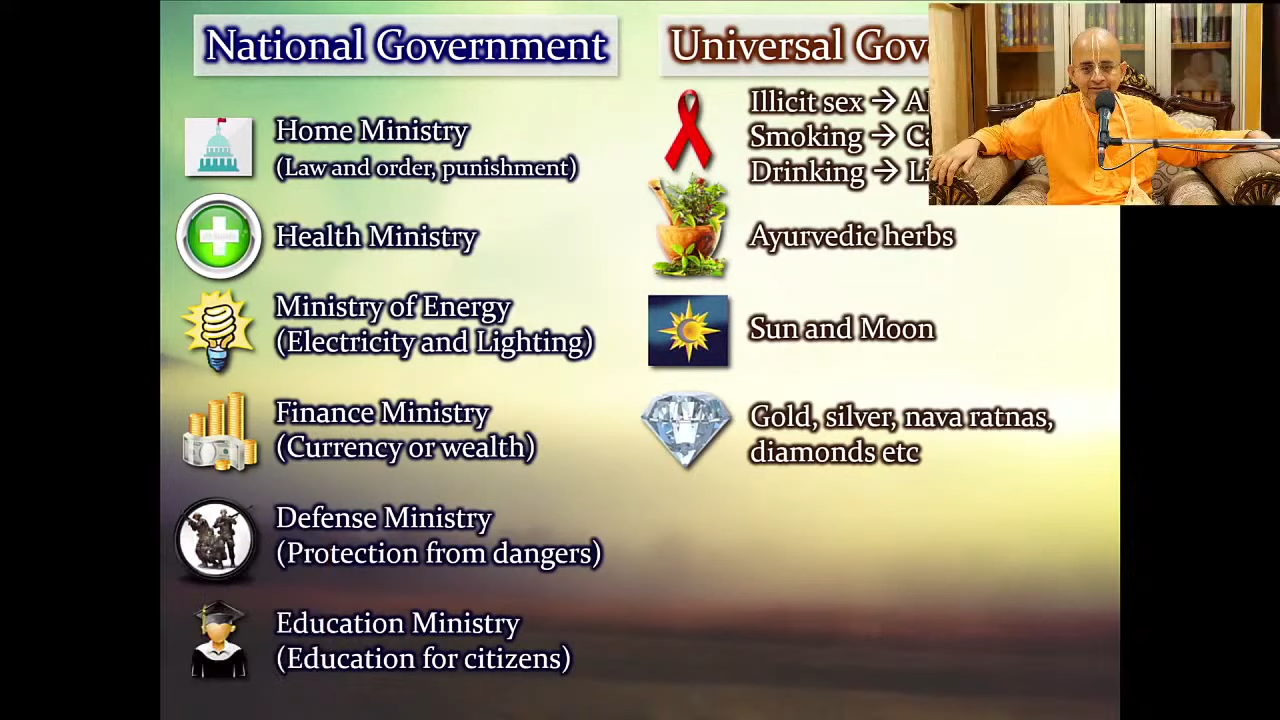 National Government
Home Ministry
(Law and order, punishment)
Health Ministry
Ministry of Energy
(Electricity and Lighting)
Finance Ministry
(Currency or wealth)
Defense Ministry
(Protection from dangers)
Education Ministry
(Education for citizens)
Universal
Illicit sex →
Smoking →
Drinking →
Ayurvedic herbs
Sun and Moon
Gold, silver, nava ratnas,
diamonds etc